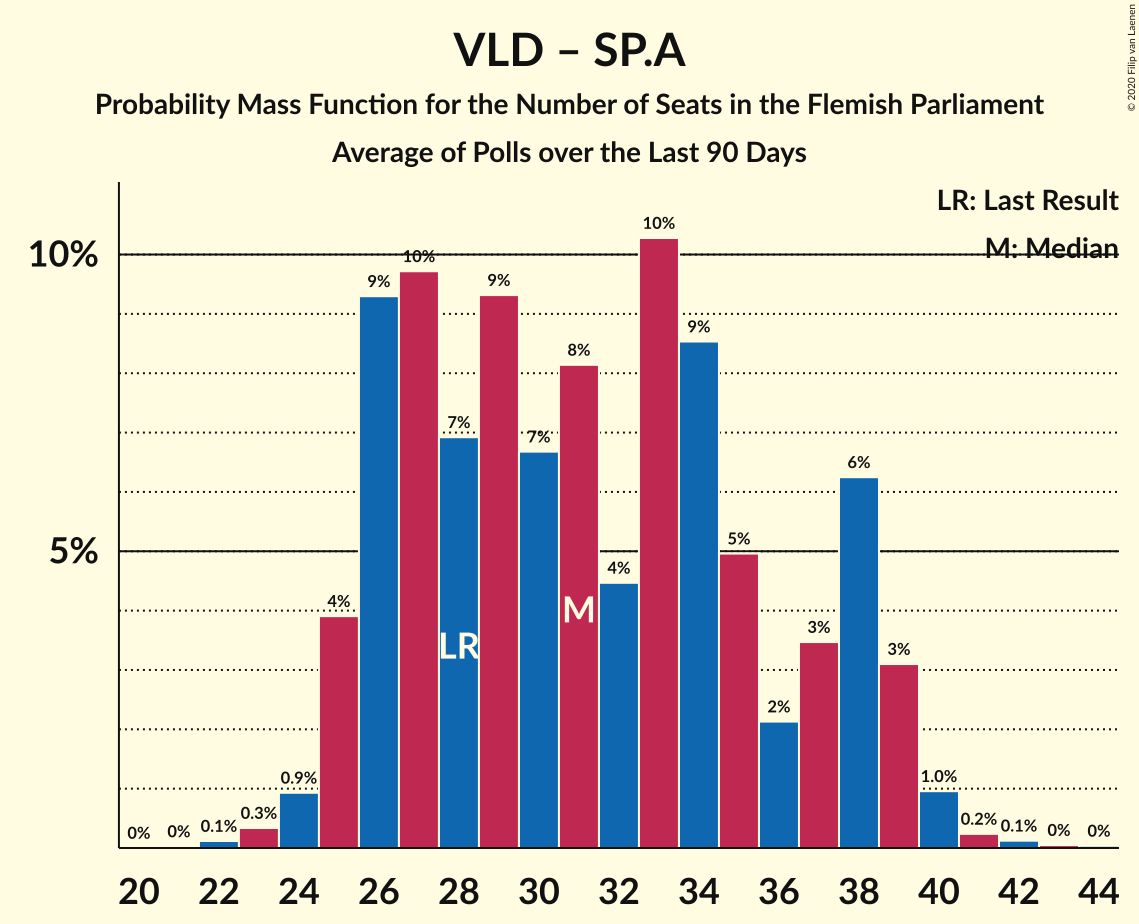 VLD – SP.A
Probability Mass Function for the Number of Seats in the Flemish Parliament
Average of Polls over the Last 90 Days
© 2020 Filip van Laenen
LR: Last Result
M: Median
10%
5%
0% 0% 0.1% 0.3% 0.9% 4% 9% 10% 7% 9% 7% 8% 4% 10% 9% 5% 2% 3% 6% 3% 1.0% 0.2% 0.1% 0% 0%
LR M
20 22 24 26 28 30 32 34 36 38 40 42 44